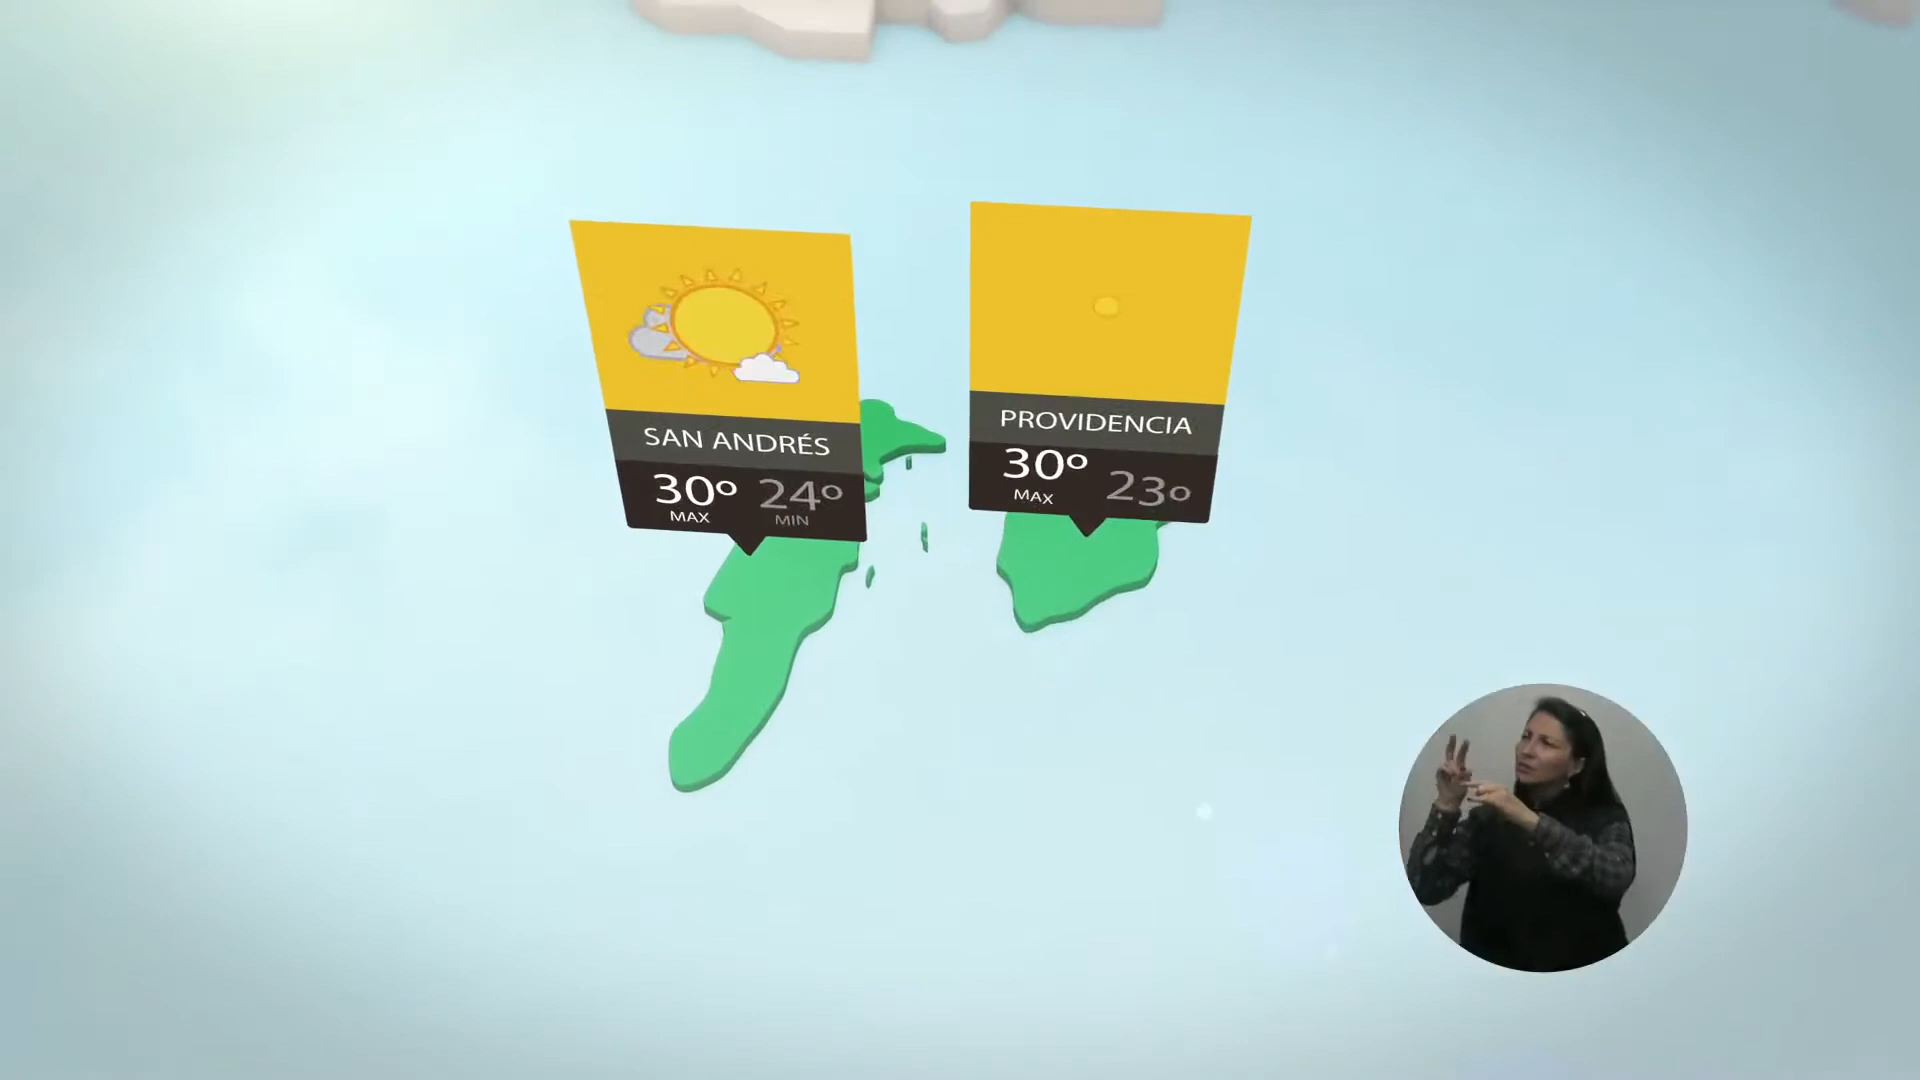 SAN ANDRÉS
30º 24º
MAX MIN
PROVIDENCIA
30º 23º
MAX